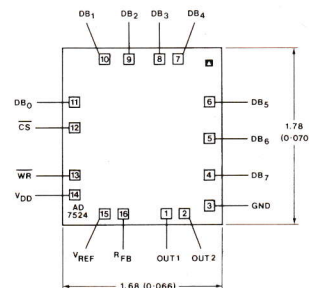 DB1 DB2 DB3 DB4
10 9 8 7
DB0 11 6 DB5
CS 12
5 DB6
WR 13 4 DB7
VDD 14
AD
7524
3 GND
15 16 1 2
VREF RFB OUT1 OUT2
1.78
(0.070
1.68 (0.066)